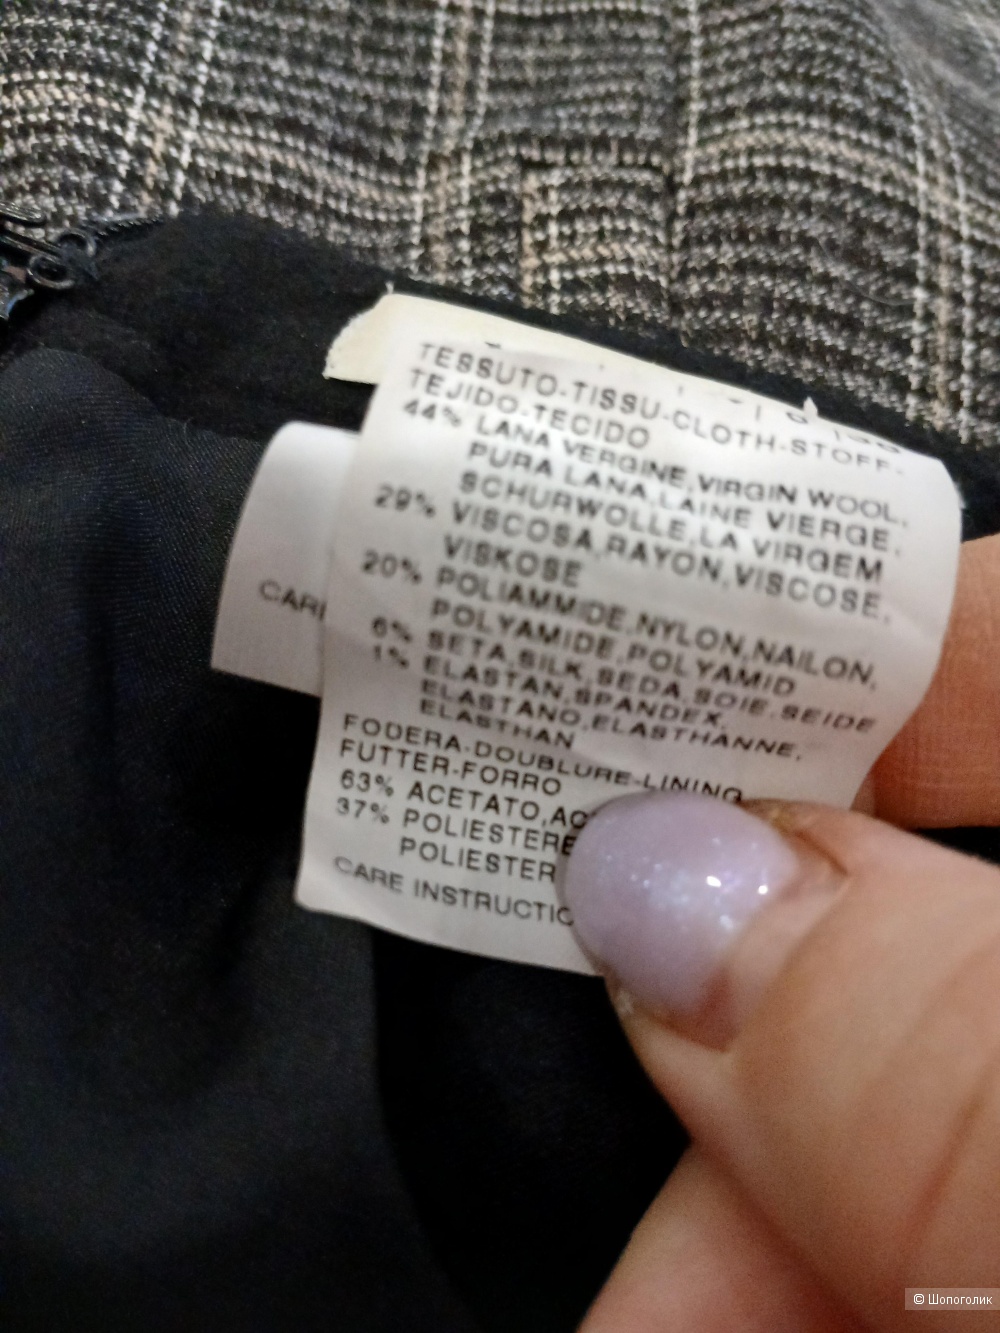 TESSUTO-TISSU-CLOTH-STOFF-
TEJIDO-TECIDO
44% LANA VERGINE,VIRGIN WOOL,
PURA LANA,LAINE VIERGE,
SCHURWOLLE,LA VIRGEM
29% VISCOSA,RAYON,VISCOSE,
VISKOSE
20% POLIAMMIDE,NYLON,NAILON,
POLYAMIDE,POLYAMID
6% SETA,SILK,SEDA,SOIE,SEIDE
1% ELASTAN,SPANDEX,
ELASTANO,ELASTHANNE,
ELASTHAN
FODERA-DOUBLURE-LINING
FUTTER-FORRO
63% ACETATO,AC
37% POLIESTERE
POLIESTER
CARE INSTRUCTIO
CARE
© Шопоголик